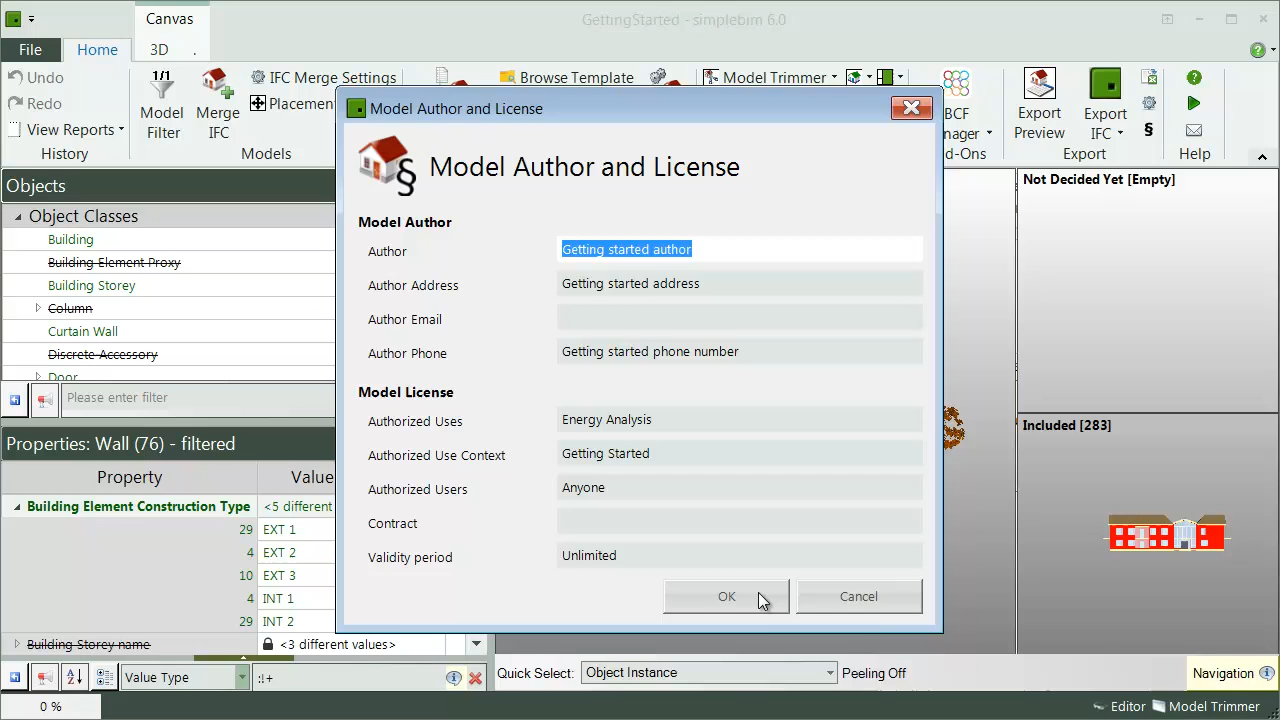 GettingStarted - simplebim 6.0
Canvas
File
Home
3D
Undo
Redo
View Reports
History
1/1
Model
Filter
Merge
IFC
IFC Merge Settings
Placemen
Models
Browse Template
Model Trimmer
BCF
nager
d-Ons
Export
Preview
Export
IFC
§
Export
Help
Objects
Object Classes
Building
Building Element Proxy
Building Storey
Column
Curtain Wall
Discrete Accessory
Door
Please enter filter
Properties: Wall (76) - filtered
Property
Value
Building Element Construction Type
<5 different
29
EXT 1
4
EXT 2
10
EXT 3
4
INT 1
29
INT 2
Building Storey name
<3 different values>
Value Type
:+
0 %
Model Author and License
Model Author and License
Model Author
Author
Getting started author
Author Address
Getting started address
Author Email
Author Phone
Getting started phone number
Model License
Authorized Uses
Energy Analysis
Authorized Use Context
Getting Started
Authorized Users
Anyone
Contract
Validity period
Unlimited
OK
Cancel
Not Decided Yet [Empty]
Included [283]
Quick Select:
Object Instance
Peeling Off
Navigation
Editor
Model Trimmer